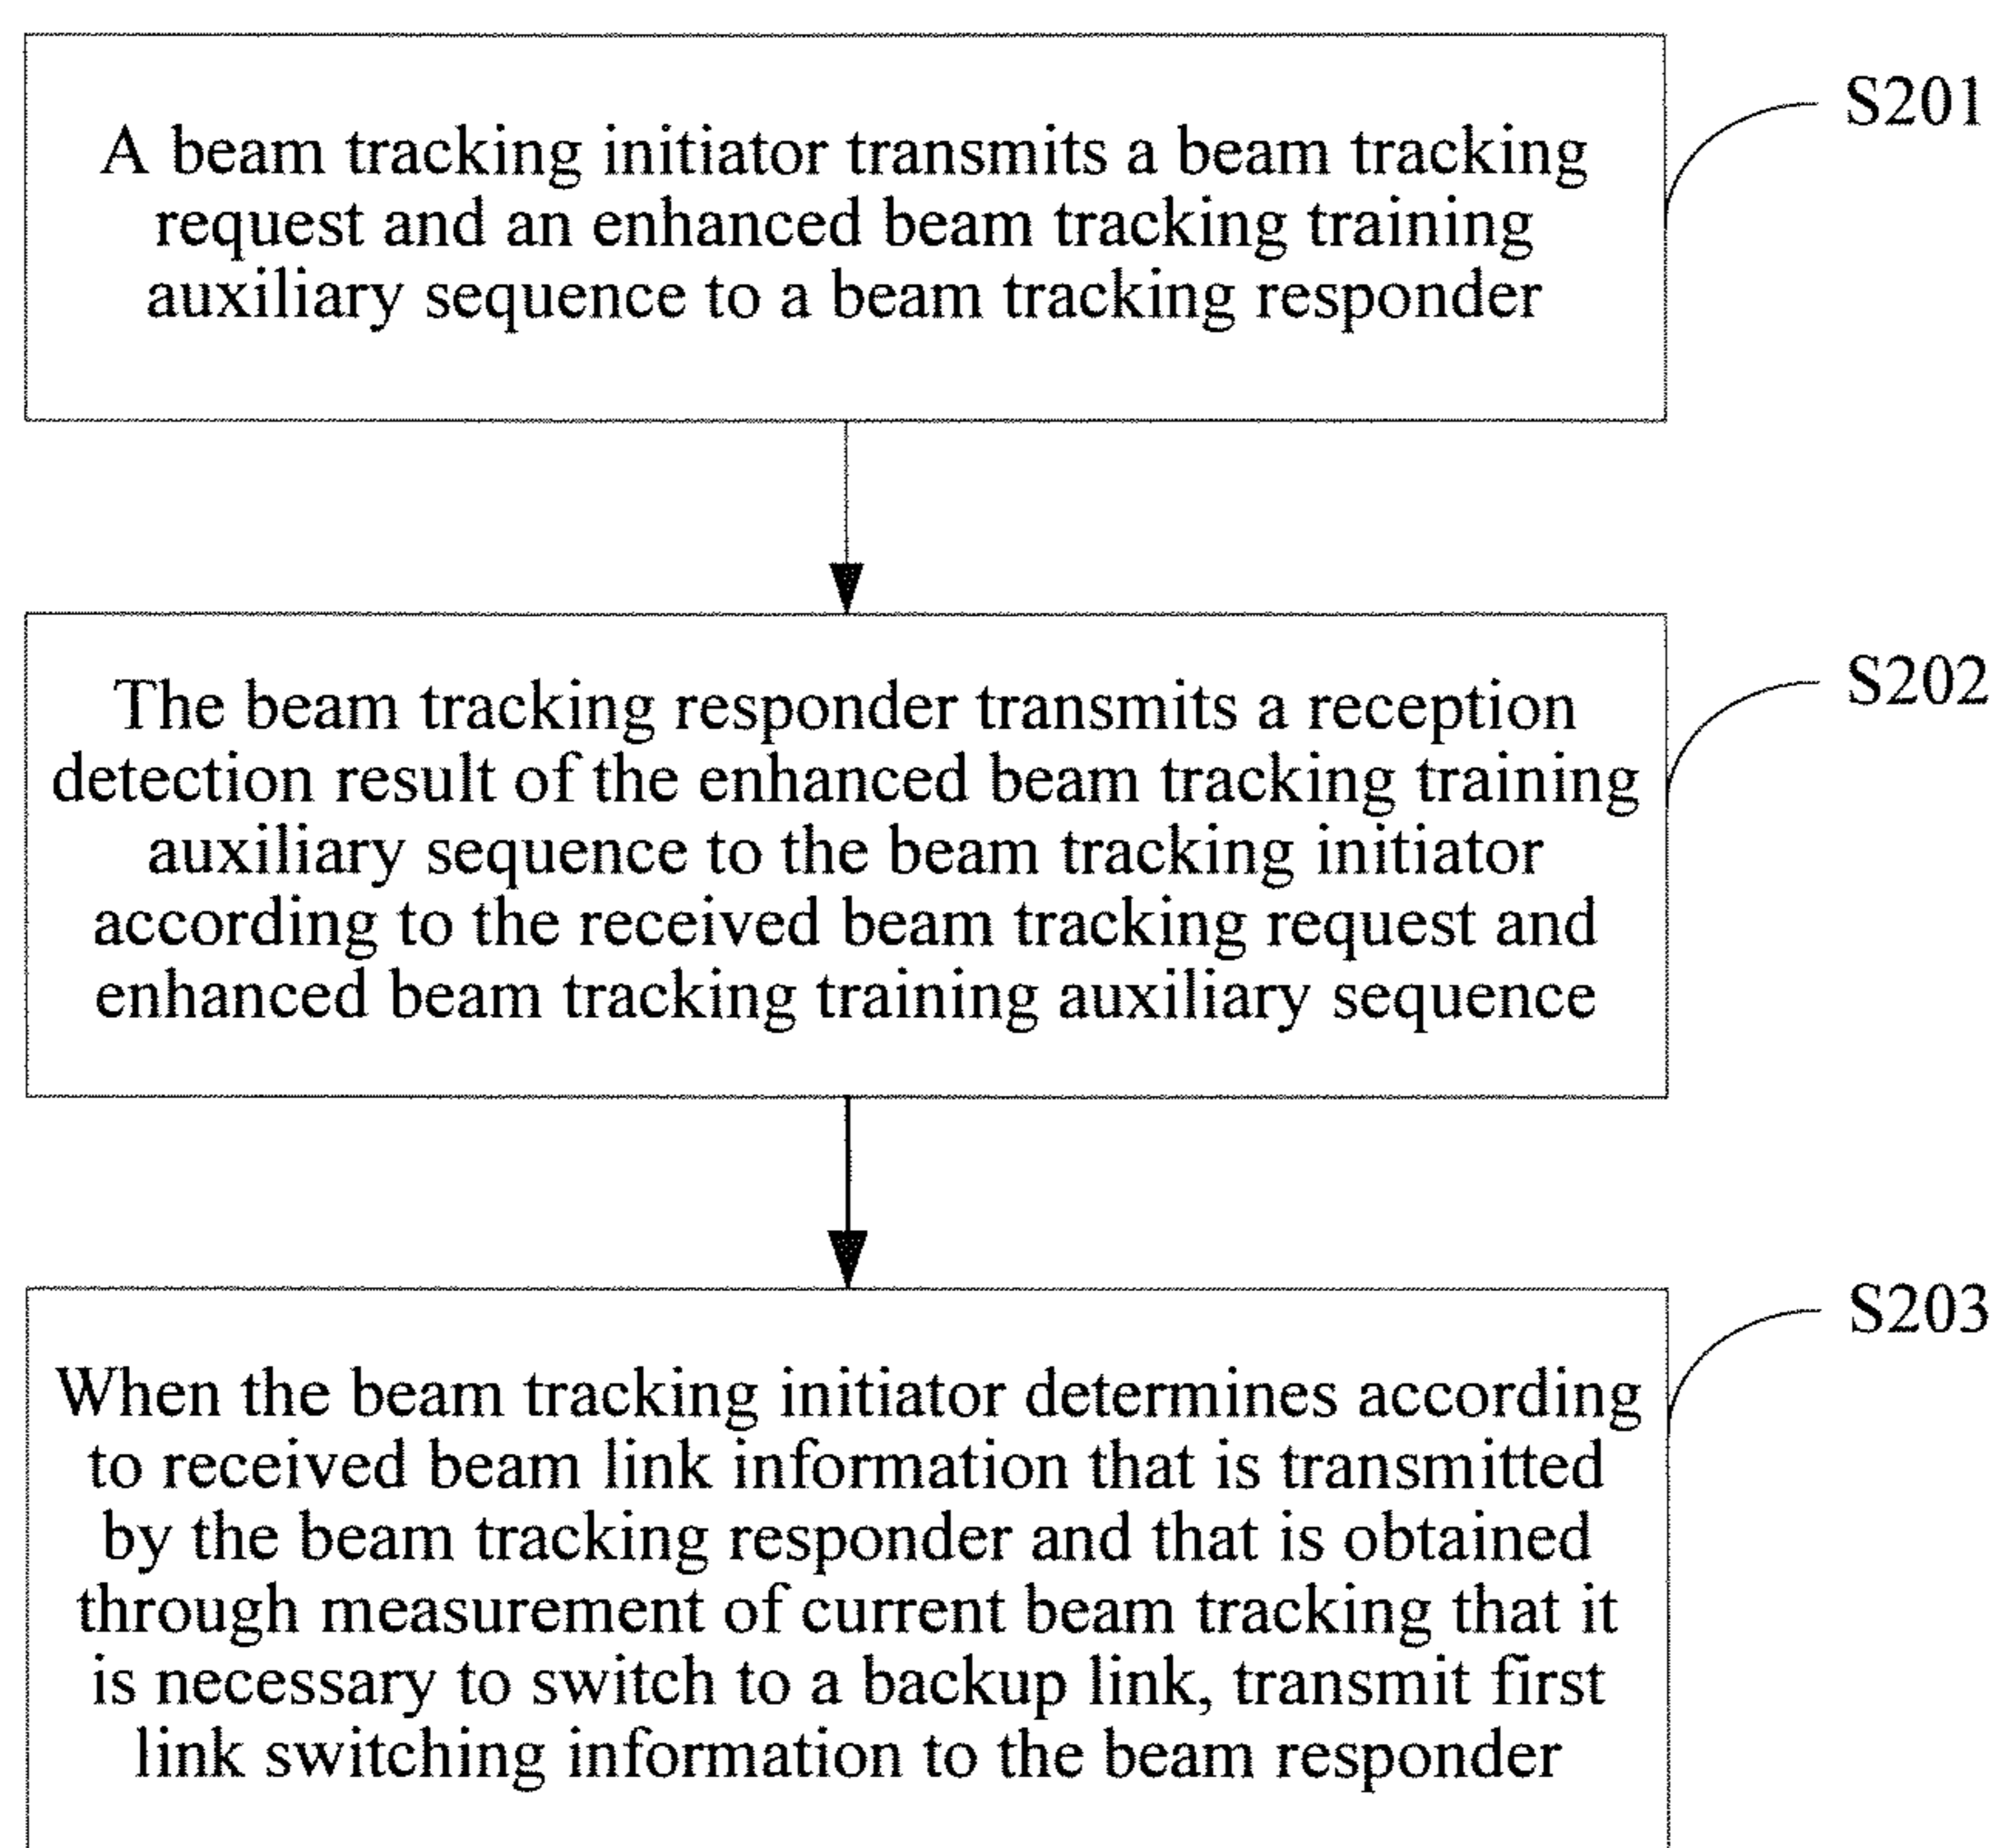 S201
A beam tracking initiator transmits a beam tracking
request and an enhanced beam tracking training
auxiliary sequence to a beam tracking responder
S202
The beam tracking responder transmits a reception
detection result of the enhanced beam tracking training
auxiliary sequence to the beam tracking initiator
according to the received beam tracking request and
enhanced beam tracking training auxiliary sequence
S203
When the beam tracking initiator determines according
to received beam link information that is transmitted
by the beam tracking responder and that is obtained
through measurement of current beam tracking that it
is necessary to switch to a backup link, transmit first
link switching information to the beam responder